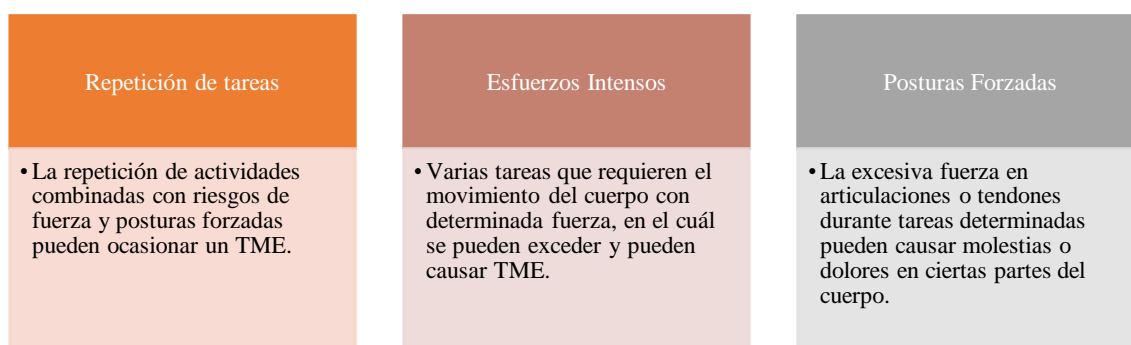 Repetición de tareas
• La repetición de actividades
combinadas con riesgos de
fuerza y posturas forzadas
pueden ocasionar un TME.
Esfuerzos Intensos
• Varias tareas que requieren el
movimiento del cuerpo con
determinada fuerza, en el cuál
se pueden exceder y pueden
causar TME.
Posturas Forzadas
• La excesiva fuerza en
articulaciones o tendones
durante tareas determinadas
pueden causar molestias o
dolores en ciertas partes del
cuerpo.